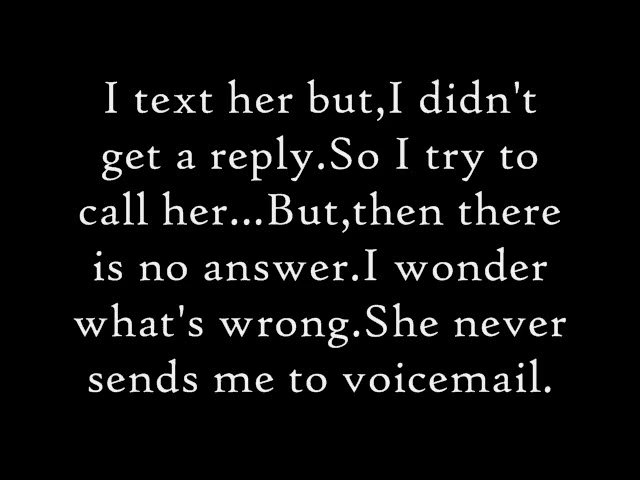 I text her but,I didn't
get a reply.So I try to
call her...But,then there
is no answer.I wonder
what's wrong.She never
sends me to voicemail.